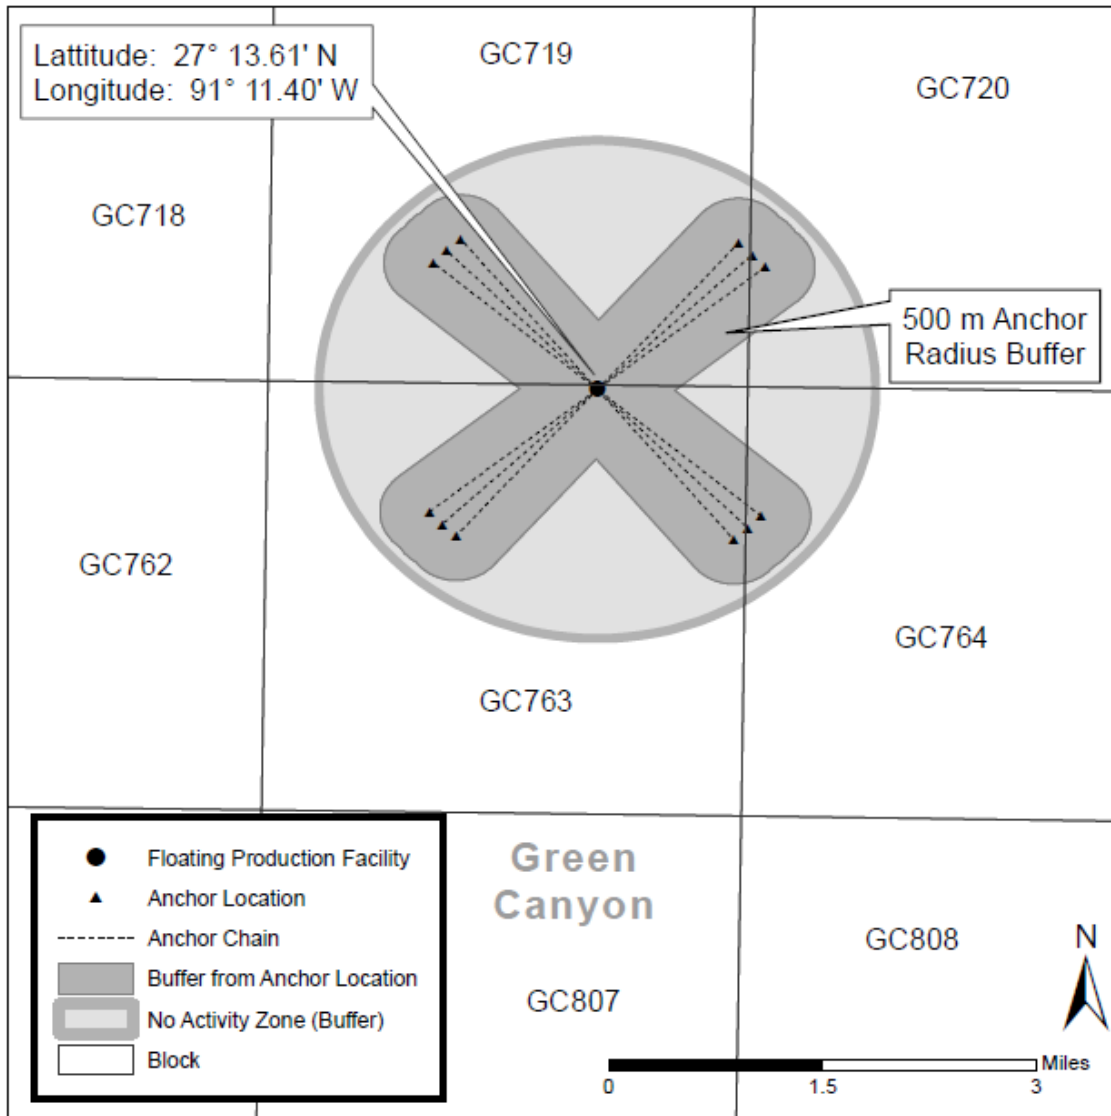 Lattitude:  27° 13.61' N
Longitude:  91° 11.40' W
GC719
GC720
GC718
500 m Anchor
Radius Buffer
GC762
GC764
GC763
Green
Canyon
GC808
GC807
Floating Production Facility
Anchor Location
Anchor Chain
Buffer from Anchor Location
No Activity Zone (Buffer)
Block
N
Miles
0 1.5 3